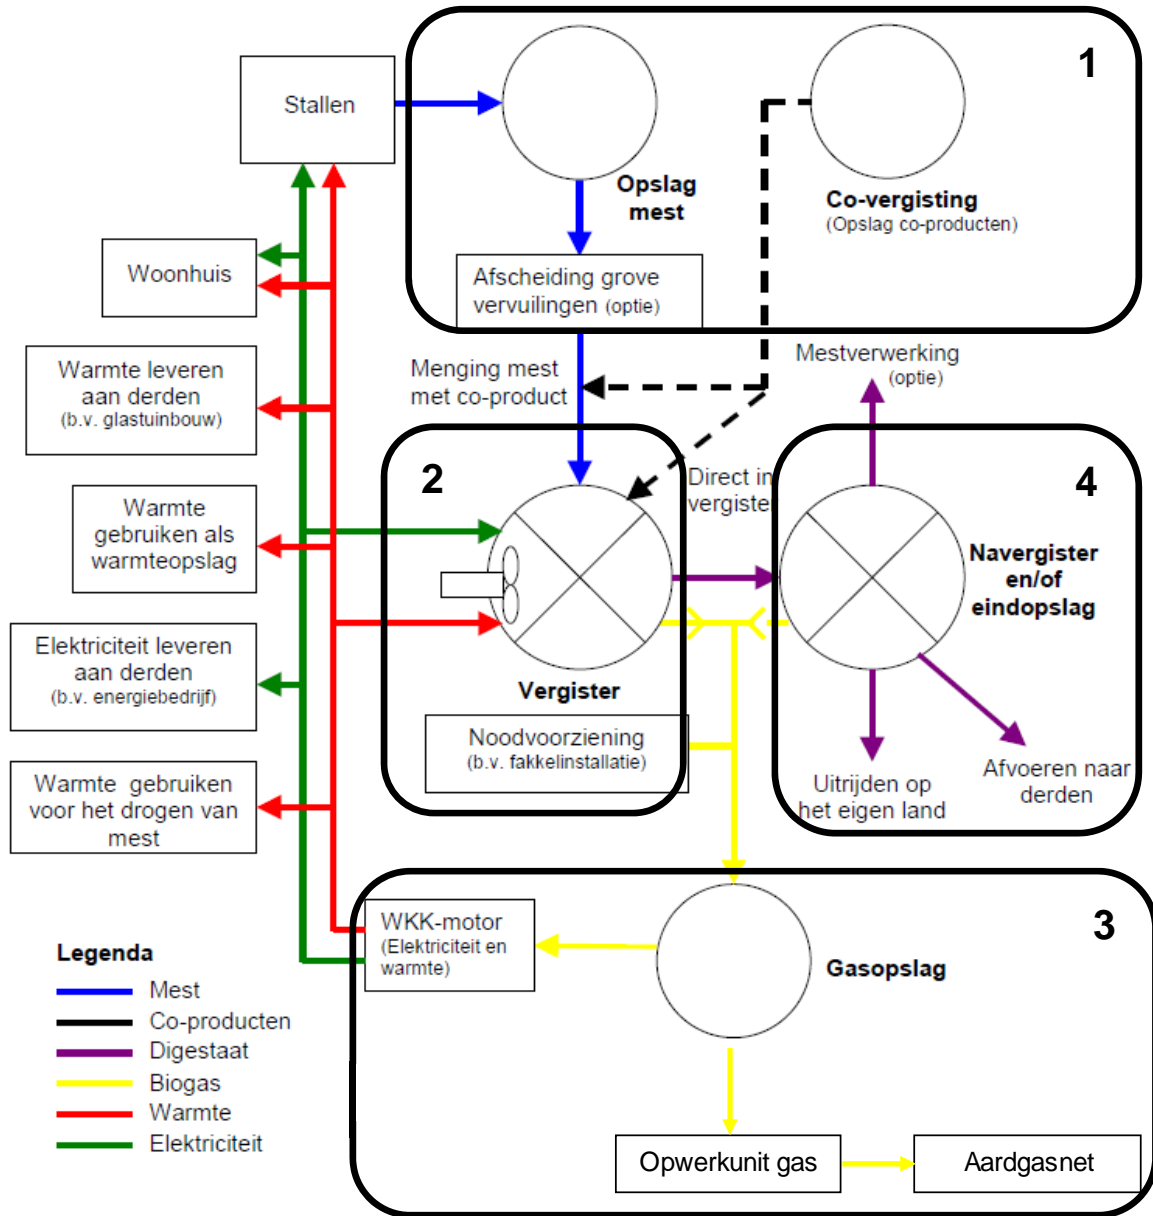 1
Stallen
Opslag
mest
Co-vergisting
(Opslag co-producten)
Afscheiding grove
vervuilingen (optie)
Woonhuis
Menging mest
met co-product
Mestverwerking
(optie)
Warmte leveren
aan derden
(b.v. glastuinbouw)
2
Direct in
vergister
4
Warmte
gebruiken als
warmteopslag
Navergister
en/of
eindopslag
Elektriciteit leveren
aan derden
(b.v. energiebedrijf)
Vergister
Noodvoorziening
(b.v. fakkelinstallatie)
Uitrijden op
het eigen land
Afvoeren naar
derden
Warmte gebruiken
voor het drogen van
mest
3
WKK-motor
(Elektriciteit en
warmte)
Gasopslag
Legenda
Mest
Co-producten
Digestaat
Biogas
Warmte
Elektriciteit
Opwerkunit gas
Aardgasnet